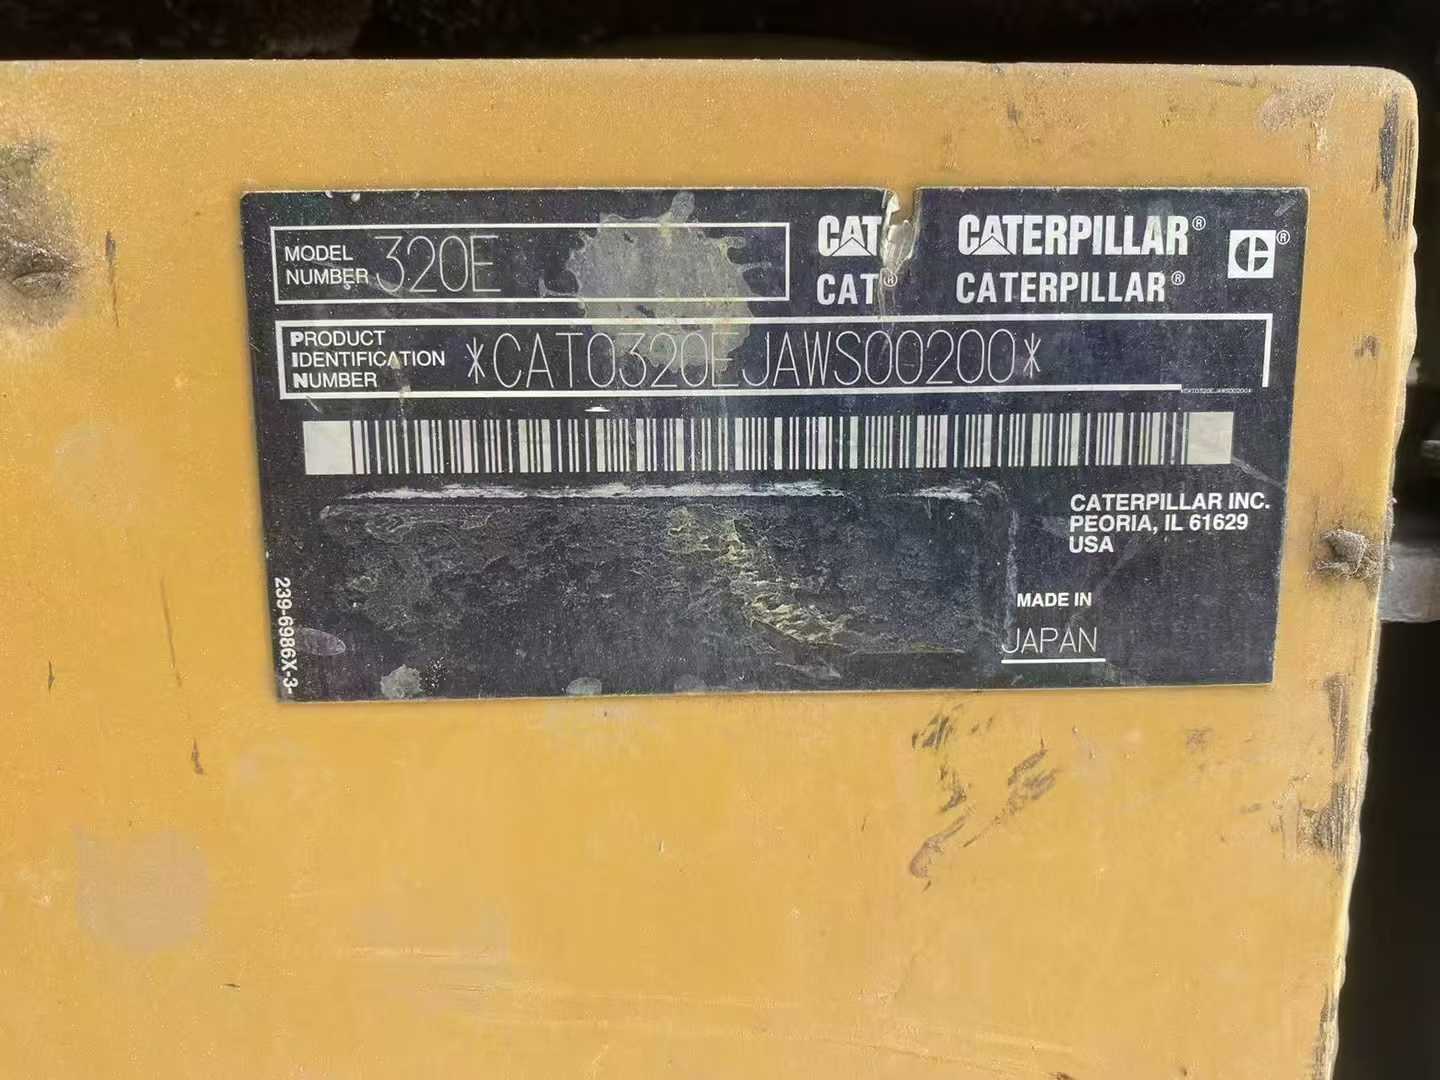 MODEL
NUMBER 320E
CAT CATERPILLAR®
CAT® CATERPILLAR®
C®
PRODUCT
IDENTIFICATION
NUMBER
*CAT0320EJAWS00200*
CATERPILLAR INC.
PEORIA, IL 61629
USA
MADE IN
JAPAN
239-6986X-3-